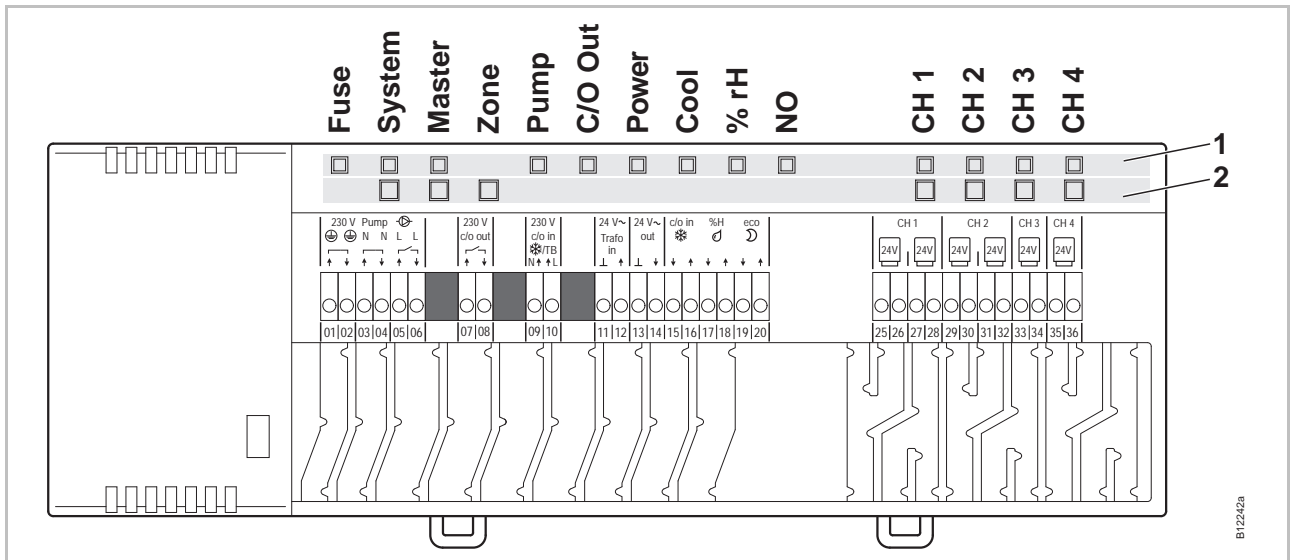 Fuse System Master Zone Pump C/O Out Power Cool % rH NO CH 1 CH 2 CH 3 CH 4
1
2
230 V Pump 230 V 230 V 24 V~ 24 V~ c/o in %H eco CH 1 CH 2 CH 3 CH 4
N N L L c/o out c/o in Trafo out 24V 24V 24V 24V 24V 24V
/TB in
N L
01 02 03 04 05 06 07 08 09 10 11 12 13 14 15 16 17 18 19 20 25 26 27 28 29 30 31 32 33 34 35 36
B12242a